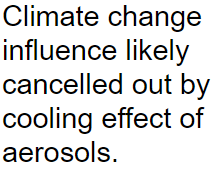 Climate change
influence likely
cancelled out by
cooling effect of
aerosols.